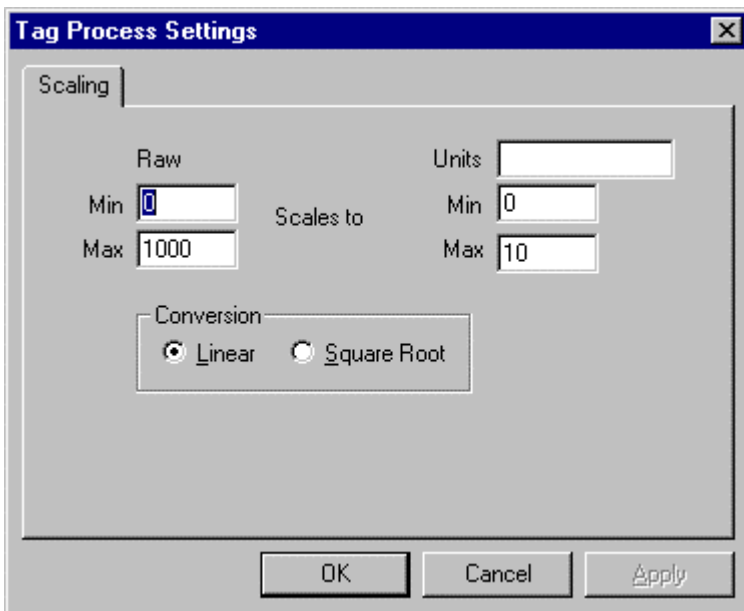 Tag Process Settings
Scaling
Raw Units
Min 0 Scales to Min 0
Max 1000 Max 10
Conversion
Linear Square Root
OK Cancel Apply